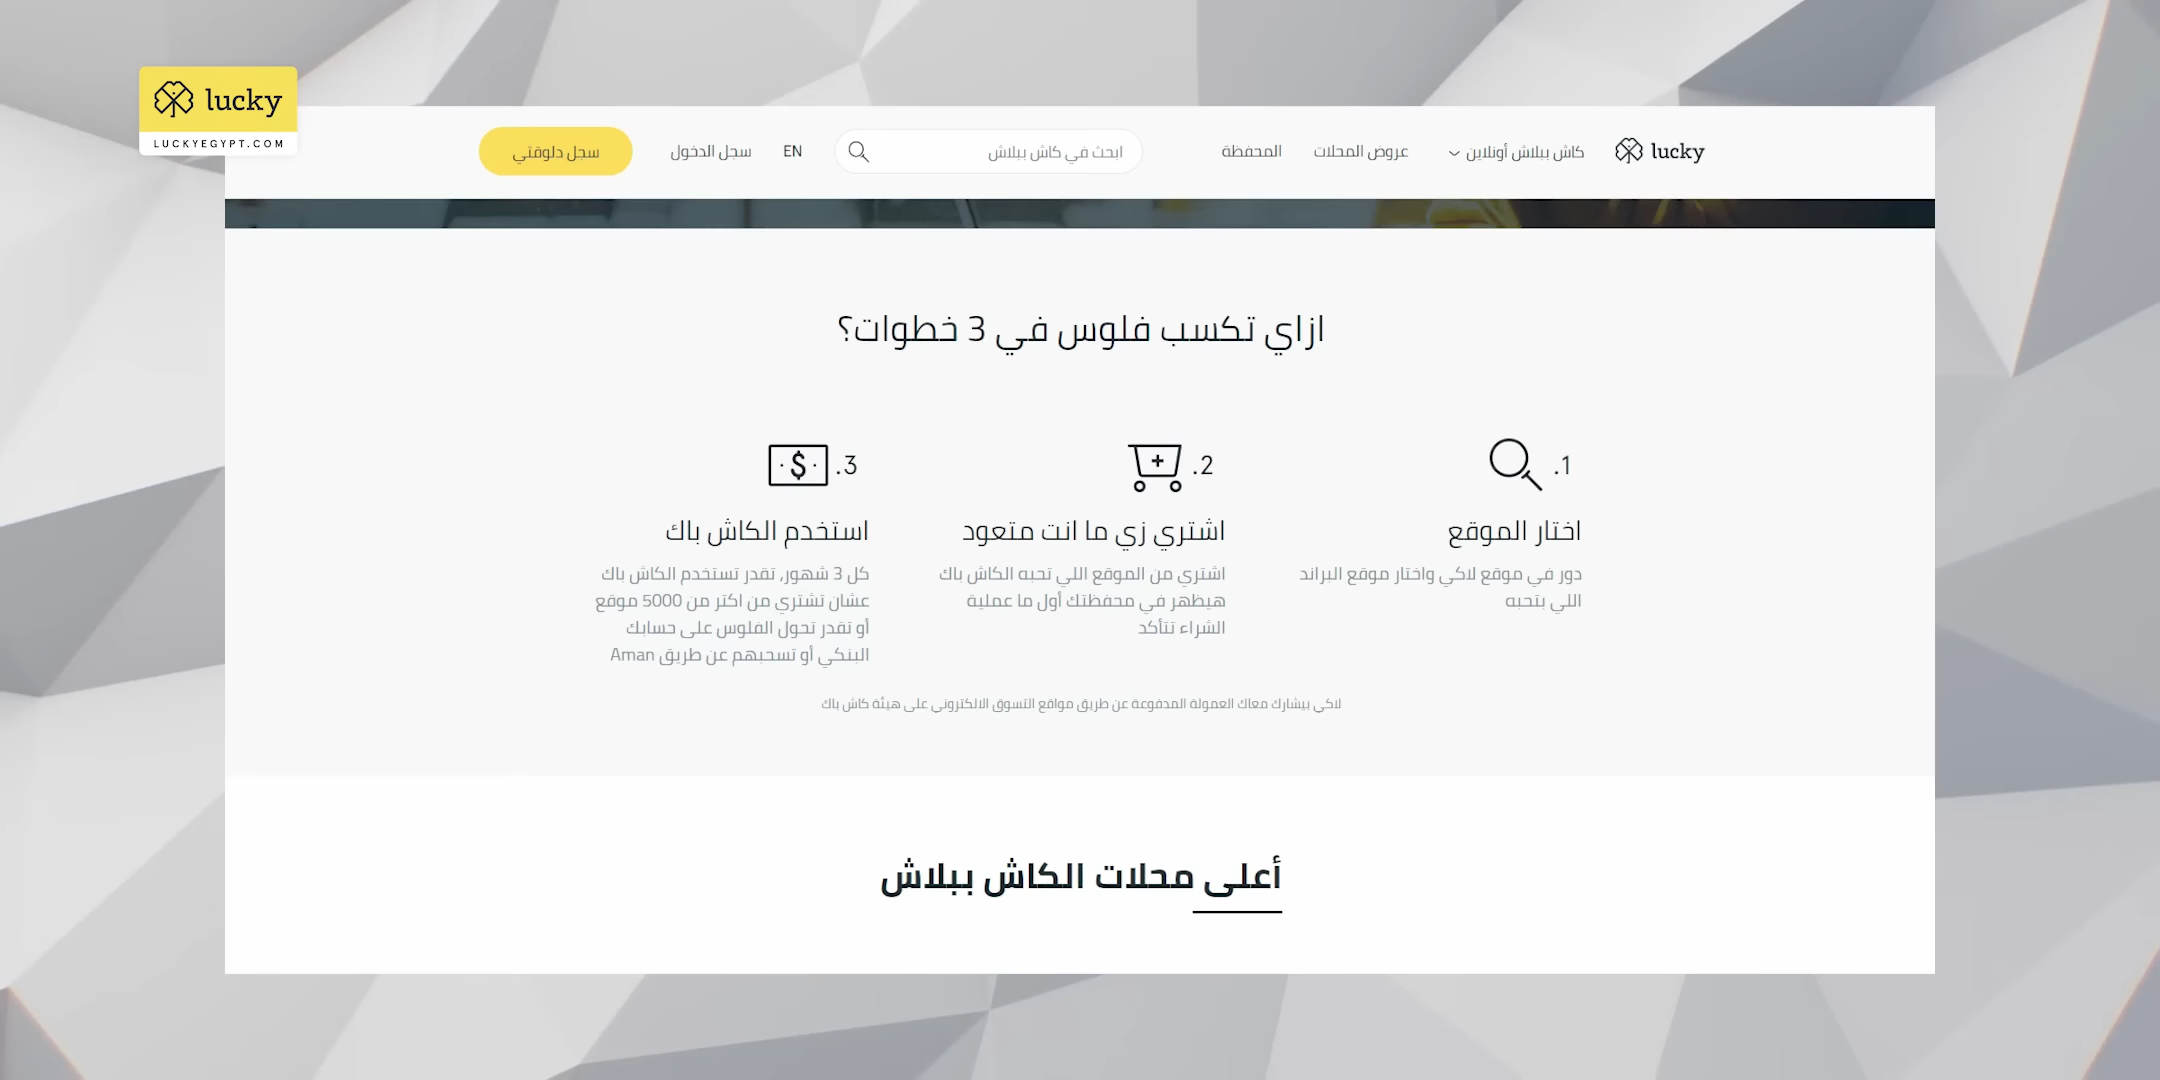 lucky
LUCKYEGYPT.COM
lucky
كاش ببلاش أونلاين
عروض المحلات
المحفظة
ابحث في كاش ببلاش
EN
سجل الدخول
سجل دلوقتي
ازاي تكسب فلوس في 3 خطوات؟
1.
اختار الموقع
دور في موقع لاكي واختار موقع البراند
اللي بتحبه
2.
اشتري زي ما انت متعود
اشتري من الموقع اللي تحبه الكاش باك
هيظهر في محفظتك أول ما عملية
الشراء تتأكد
3.
استخدم الكاش باك
كل 3 شهور, تقدر تستخدم الكاش باك
عشان تشتري من اكتر من 5000 موقع
أو تقدر تحول الفلوس على حسابك
البنكي أو تسحبهم عن طريق Aman
لاكي بيشارك معاك العمولة المدفوعة عن طريق مواقع التسوق الالكتروني على هيئة كاش باك
أعلى محلات الكاش ببلاش